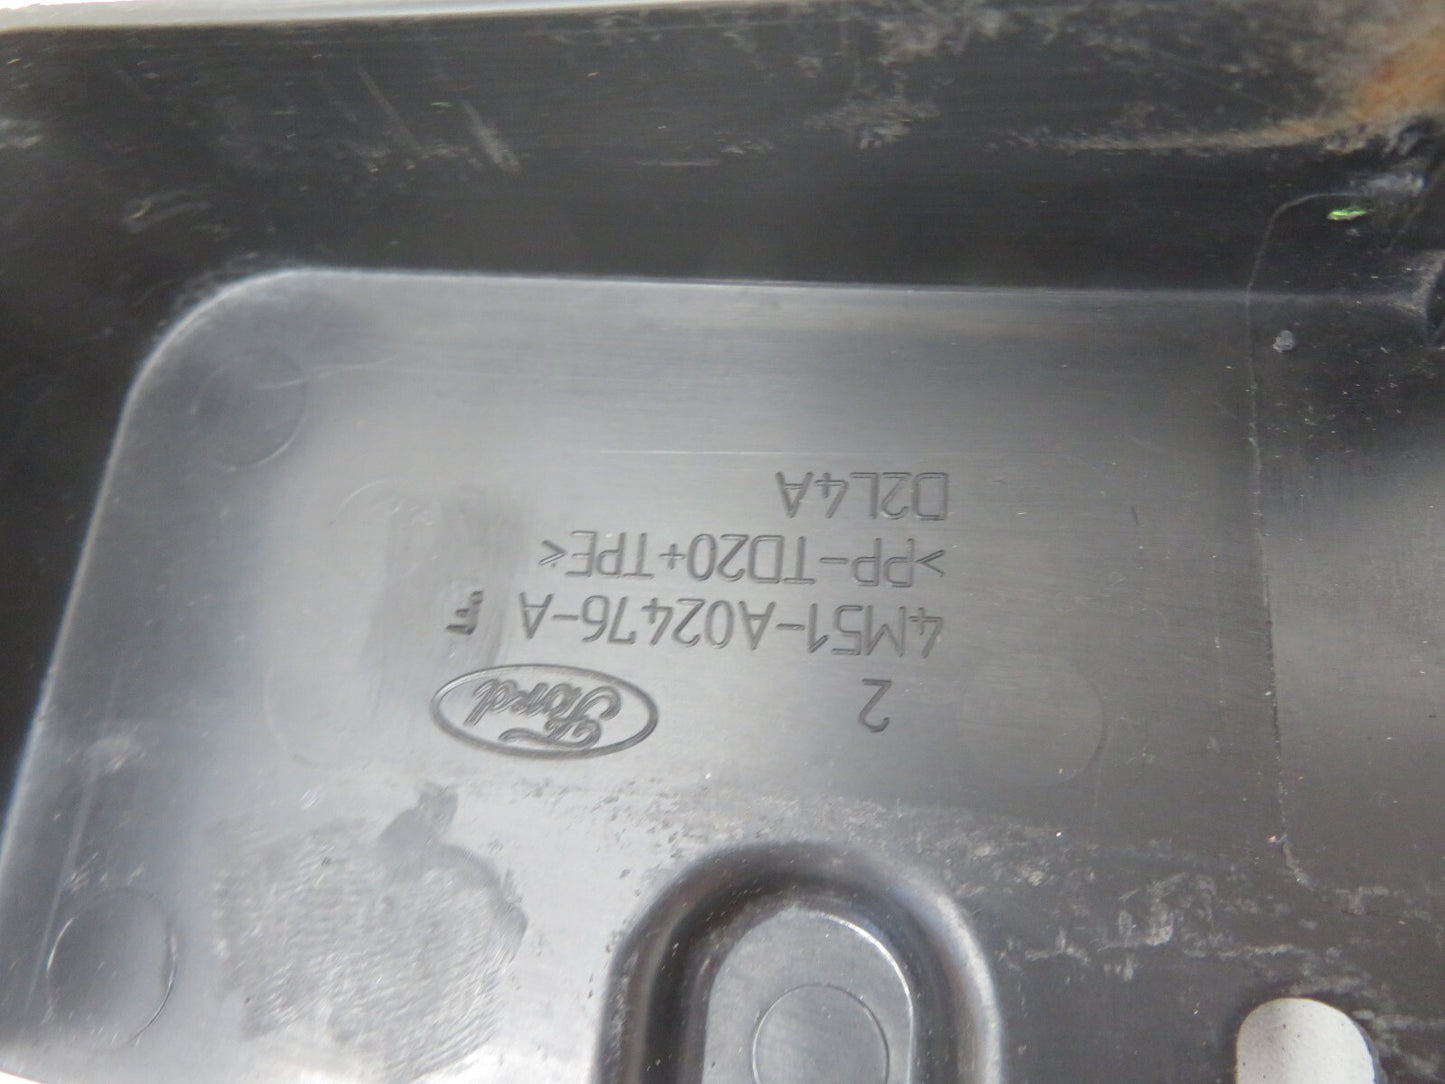 2 Ford
4M51-A02476-A
>PP-TD20+TPE<
D2L4A